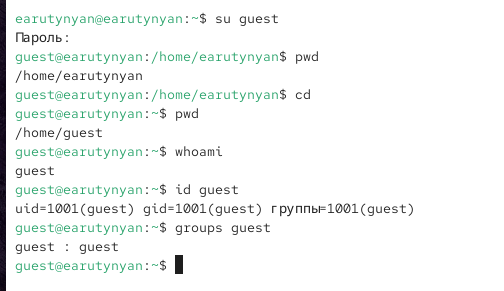 earutynyan@earutynyan:~$ su guest
Пароль:
guest@earutynyan:/home/earutynyan$ pwd
/home/earutynyan
guest@earutynyan:/home/earutynyan$ cd
guest@earutynyan:~$ pwd
/home/guest
guest@earutynyan:~$ whoami
guest
guest@earutynyan:~$ id guest
uid=1001(guest) gid=1001(guest) группы=1001(guest)
guest@earutynyan:~$ groups guest
guest : guest
guest@earutynyan:~$